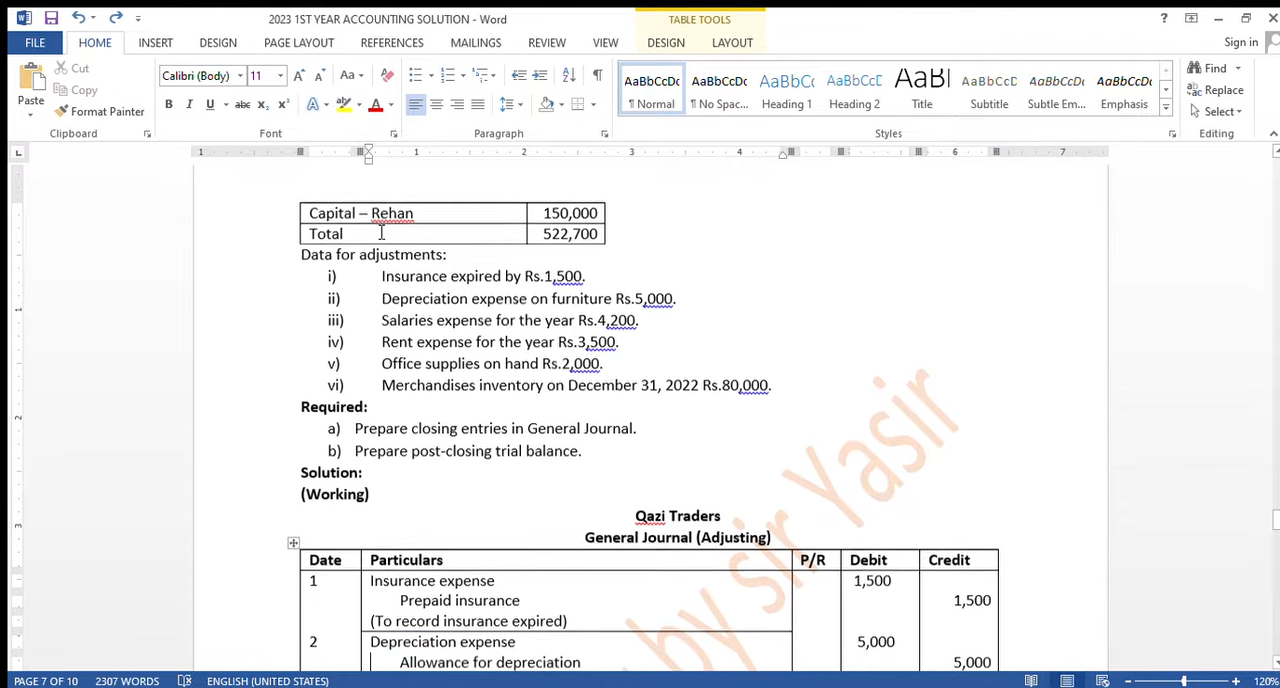 2023 1ST YEAR ACCOUNTING SOLUTION - Word
TABLE TOOLS
?
FILE HOME INSERT DESIGN PAGE LAYOUT REFERENCES MAILINGS REVIEW VIEW DESIGN LAYOUT Sign in
Paste
Cut
Copy
Format Painter
Clipboard
Calibri (Body) 11
Font
Paragraph
AaBbCcDc ¶ Normal
AaBbCcDc ¶ No Spac...
AaBbCc Heading 1
AaBbCcC Heading 2
AaBl Title
AaBbCcC Subtitle
AaBbCcDc Subtle Em...
AaBbCcDc Emphasis
Styles
Find
Replace
Select
Editing
1 1 2 3 4 6 7
Capital – Rehan 150,000
Total 522,700
Data for adjustments:
i) Insurance expired by Rs.1,500.
ii) Depreciation expense on furniture Rs.5,000.
iii) Salaries expense for the year Rs.4,200.
iv) Rent expense for the year Rs.3,500.
v) Office supplies on hand Rs.2,000.
vi) Merchandises inventory on December 31, 2022 Rs.80,000.
Required:
a) Prepare closing entries in General Journal.
b) Prepare post-closing trial balance.
Solution:
(Working)
Qazi Traders
General Journal (Adjusting)
Date Particulars P/R Debit Credit
1 Insurance expense 1,500
Prepaid insurance 1,500
(To record insurance expired)
2 Depreciation expense 5,000
Allowance for depreciation 5,000
by sir Yasir
PAGE 7 OF 10 2307 WORDS ENGLISH (UNITED STATES) 120%